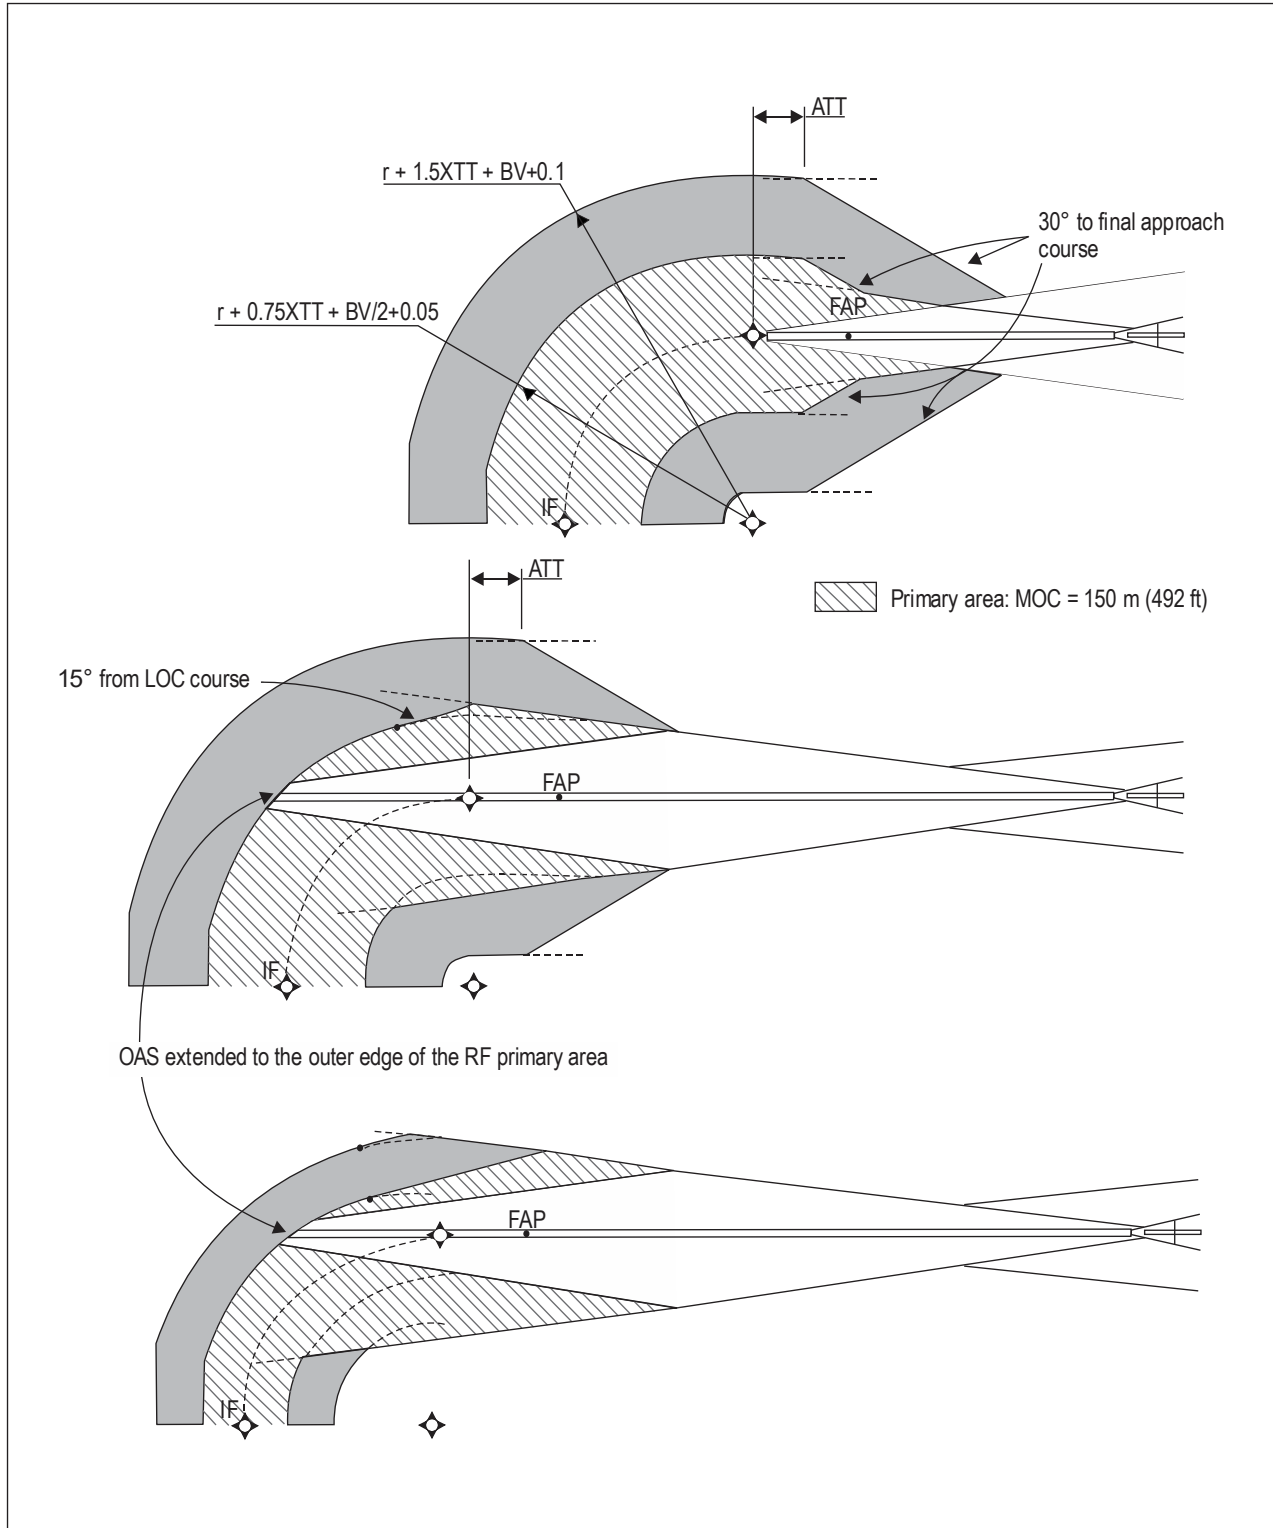 ATT
r + 1.5XTT + BV+0.1
30° to final approach
course
r + 0.75XTT + BV/2+0.05
FAP
IF
ATT
Primary area: MOC = 150 m (492 ft)
15° from LOC course
FAP
IF
OAS extended to the outer edge of the RF primary area
FAP
IF